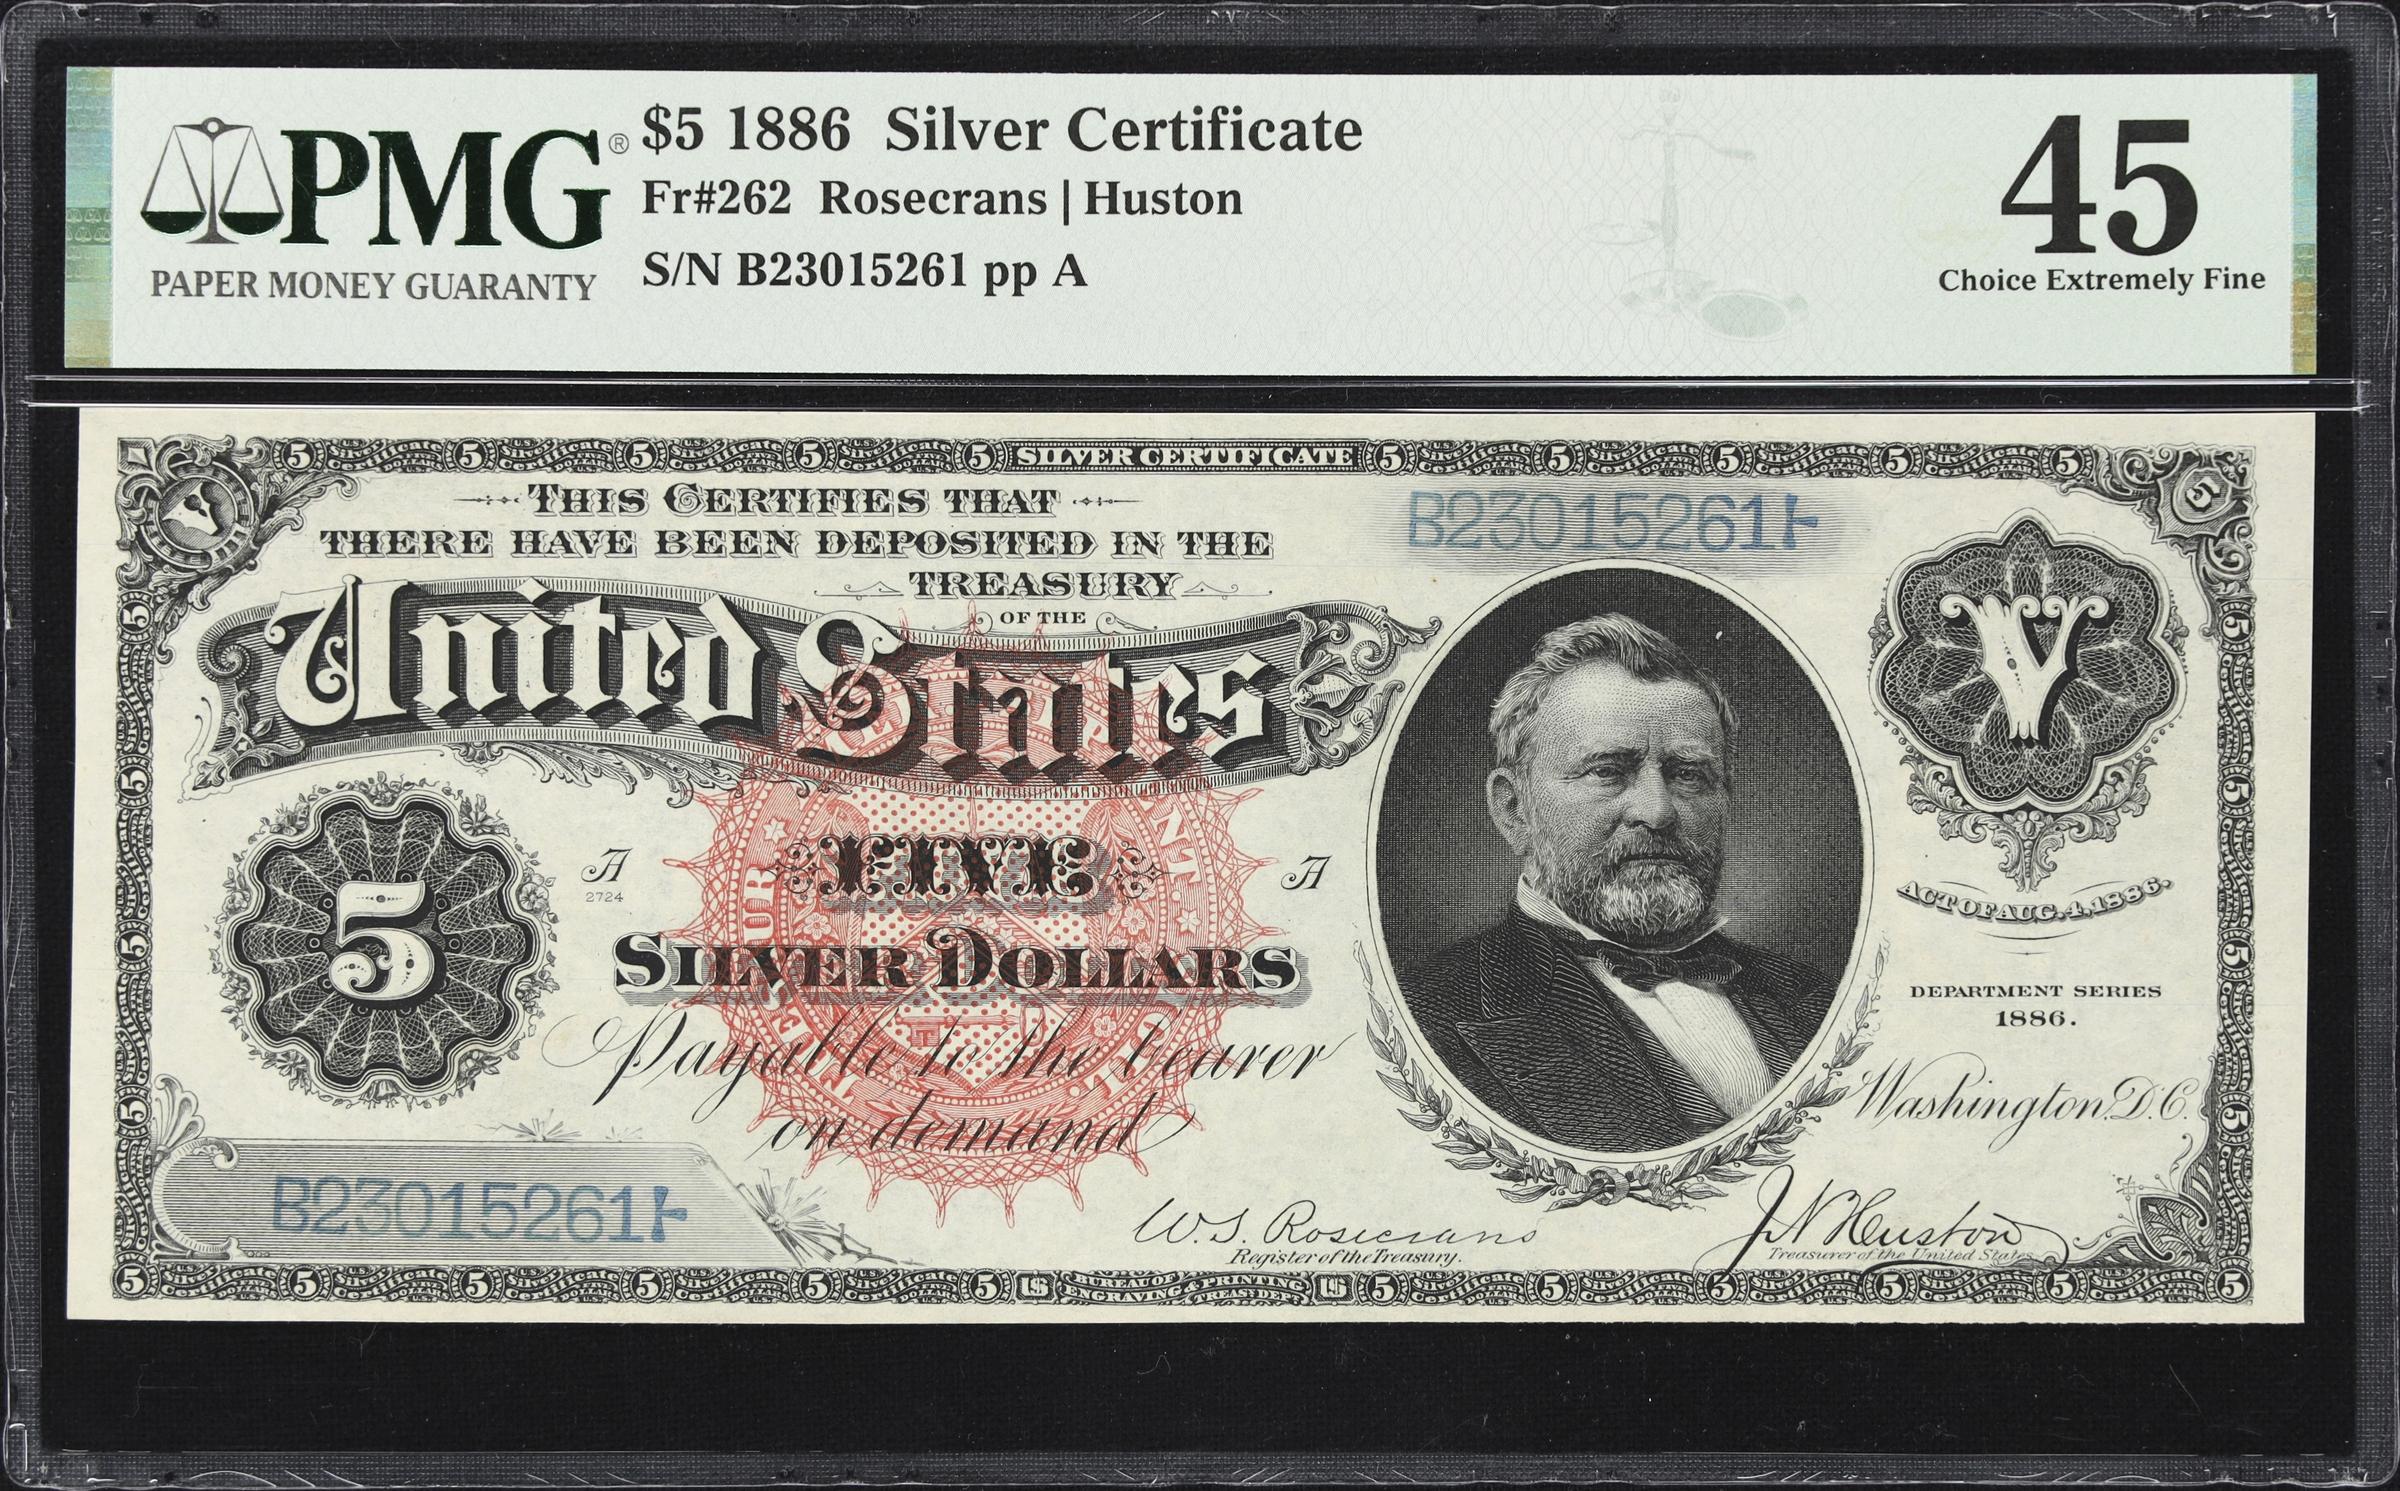 PMG®
PAPER MONEY GUARANTY
$5 1886 Silver Certificate
Fr#262 Rosecrans | Huston
S/N B23015261 pp A
45
Choice Extremely Fine
SILVER CERTIFICATE
THIS CERTIFIES THAT
THERE HAVE BEEN DEPOSITED IN THE
TREASURY
OF THE
United States
B23015261
V
5
5
A
2724
FIVE
A
SILVER DOLLARS
Payable to the bearer
on demand
ACT OF AUG. 4, 1886.
DEPARTMENT SERIES
1886.
Washington, D.C.
B23015261
W. S. Rosecrans
Register of the Treasury.
J N Huston
Treasurer of the United States
BUREAU OF ENGRAVING & PRINTING